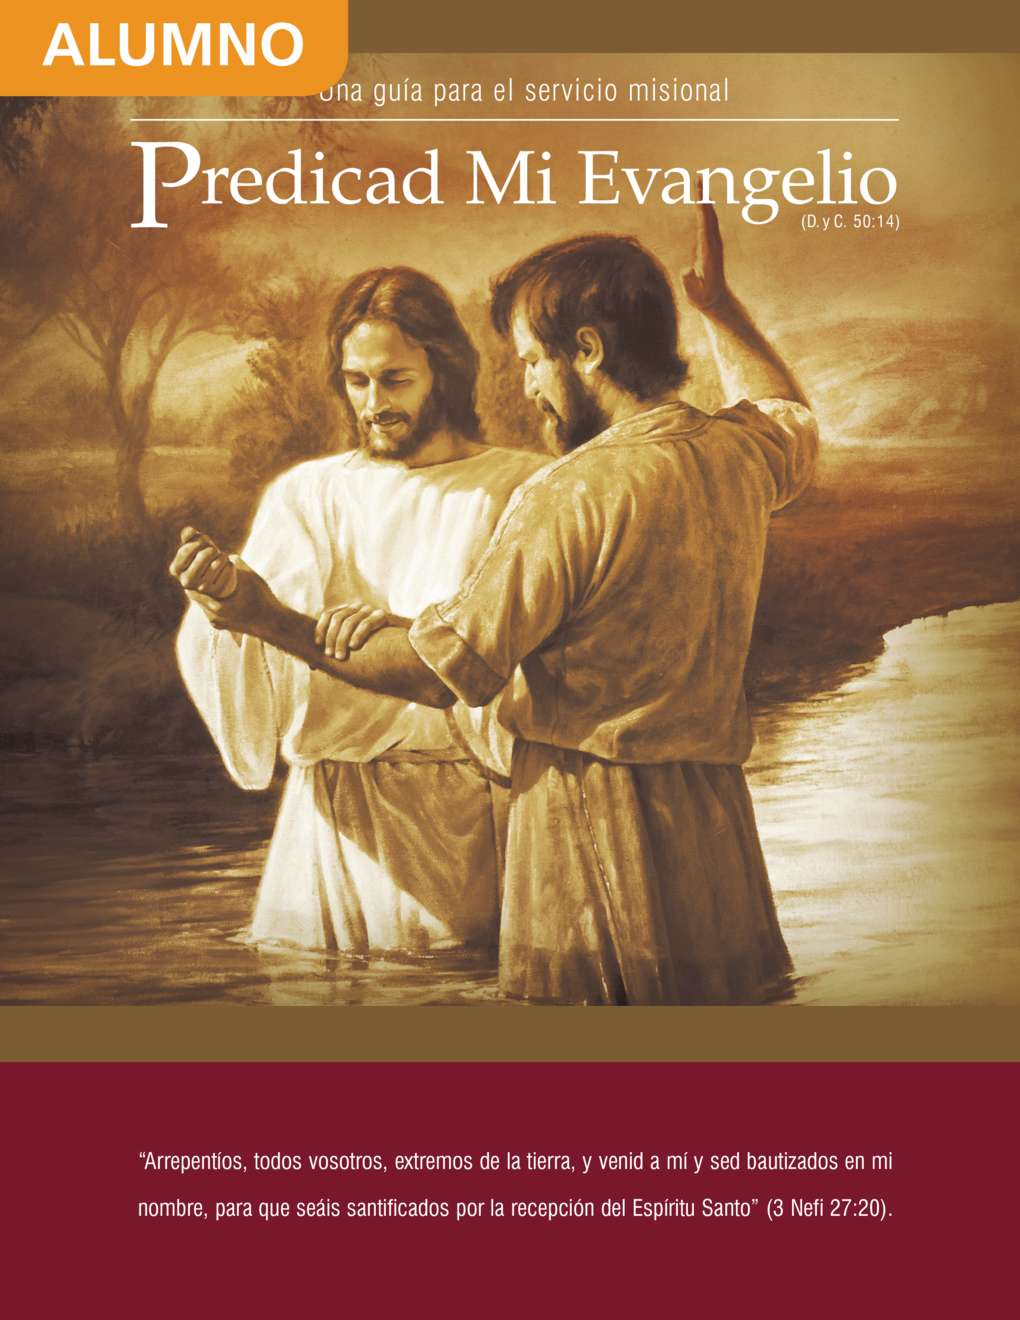 ALUMNO
Una guía para el servicio misional
Predicad Mi Evangelio
(D. y C. 50:14)
“Arrepentíos, todos vosotros, extremos de la tierra, y venid a mí y sed bautizados en mi
nombre, para que seáis santificados por la recepción del Espíritu Santo” (3 Nefi 27:20).